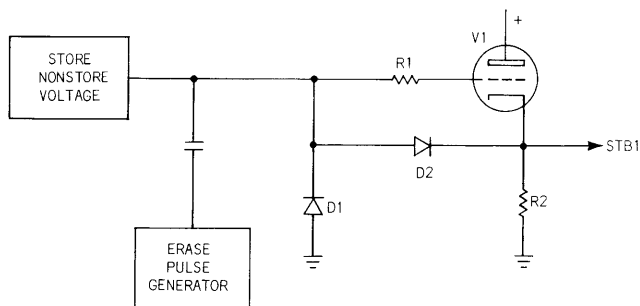 STORE
NONSTORE
VOLTAGE
R1
V1
+
D2
STB1
D1
R2
ERASE
PULSE
GENERATOR